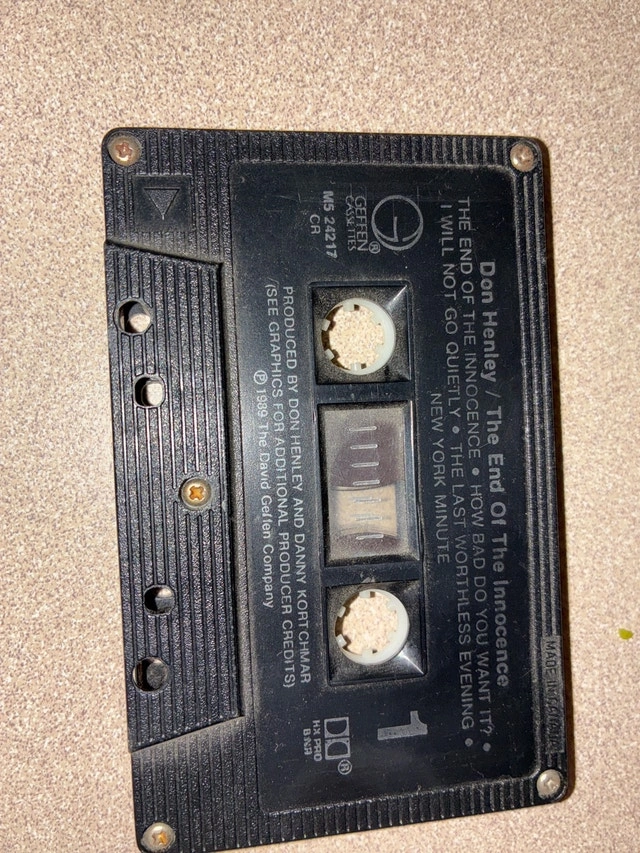 Don Henley / The End Of The Innocence
THE END OF THE INNOCENCE • HOW BAD DO YOU WANT IT? •
I WILL NOT GO QUIETLY • THE LAST WORTHLESS EVENING •
NEW YORK MINUTE
G
GEFFEN ®
CASSETTES
M5 24217
CR
1
®
HX PRO
B NR
PRODUCED BY DON HENLEY AND DANNY KORTCHMAR
(SEE GRAPHICS FOR ADDITIONAL PRODUCER CREDITS)
℗ 1989 The David Geffen Company
MADE IN